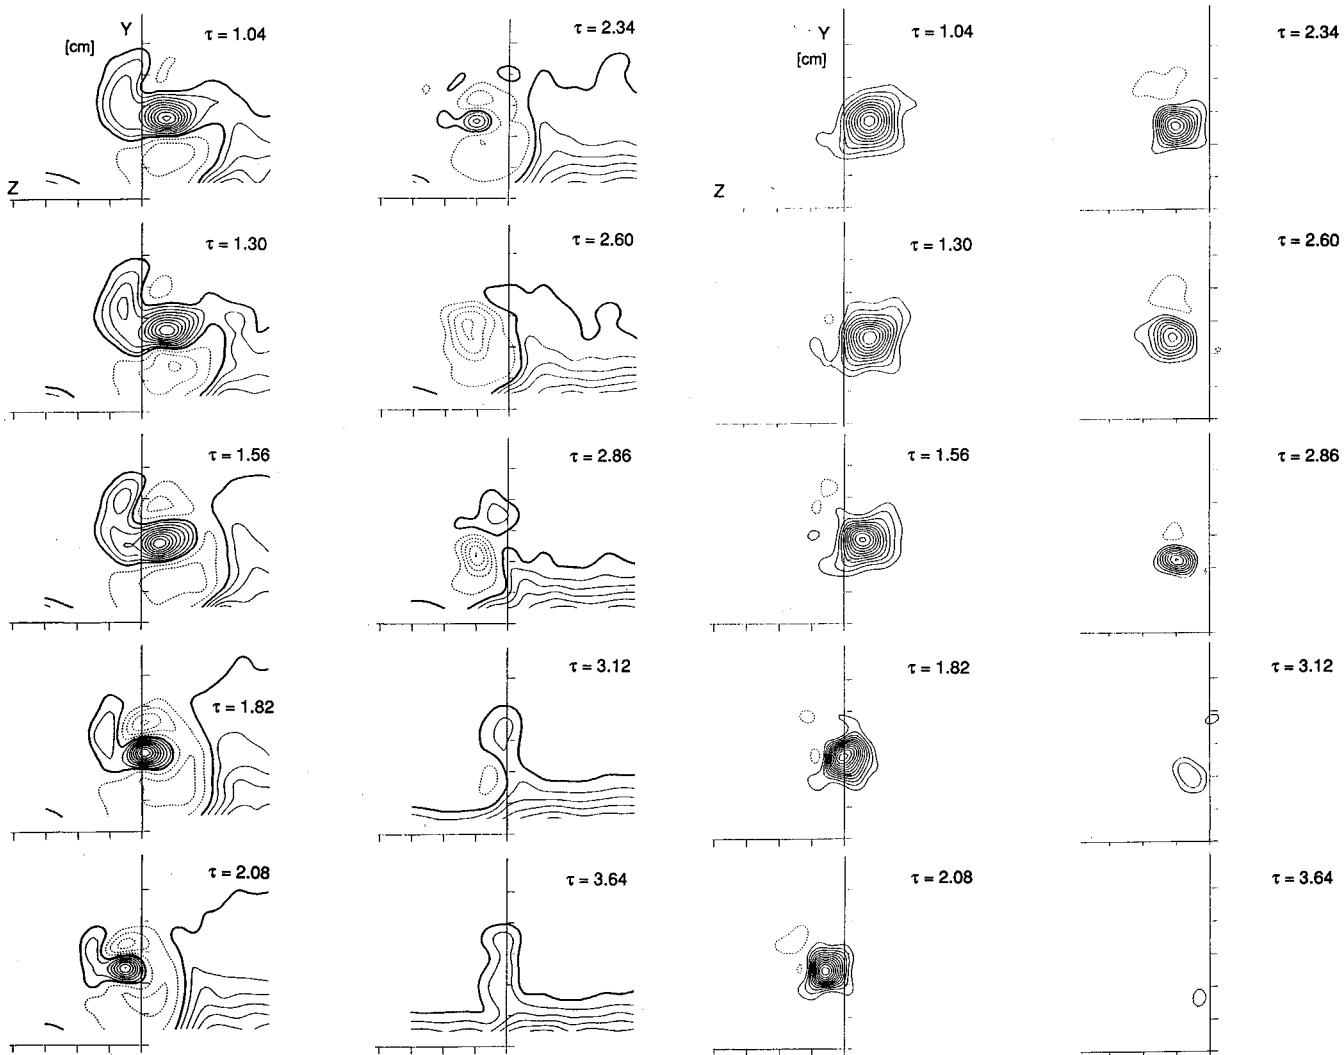 Y
[cm]
τ = 1.04
Z
τ = 1.30
τ = 1.56
τ = 1.82
τ = 2.08
τ = 2.34
τ = 2.60
τ = 2.86
τ = 3.12
τ = 3.64
Y
[cm]
τ = 1.04
Z
τ = 1.30
τ = 1.56
τ = 1.82
τ = 2.08
τ = 2.34
τ = 2.60
τ = 2.86
τ = 3.12
τ = 3.64